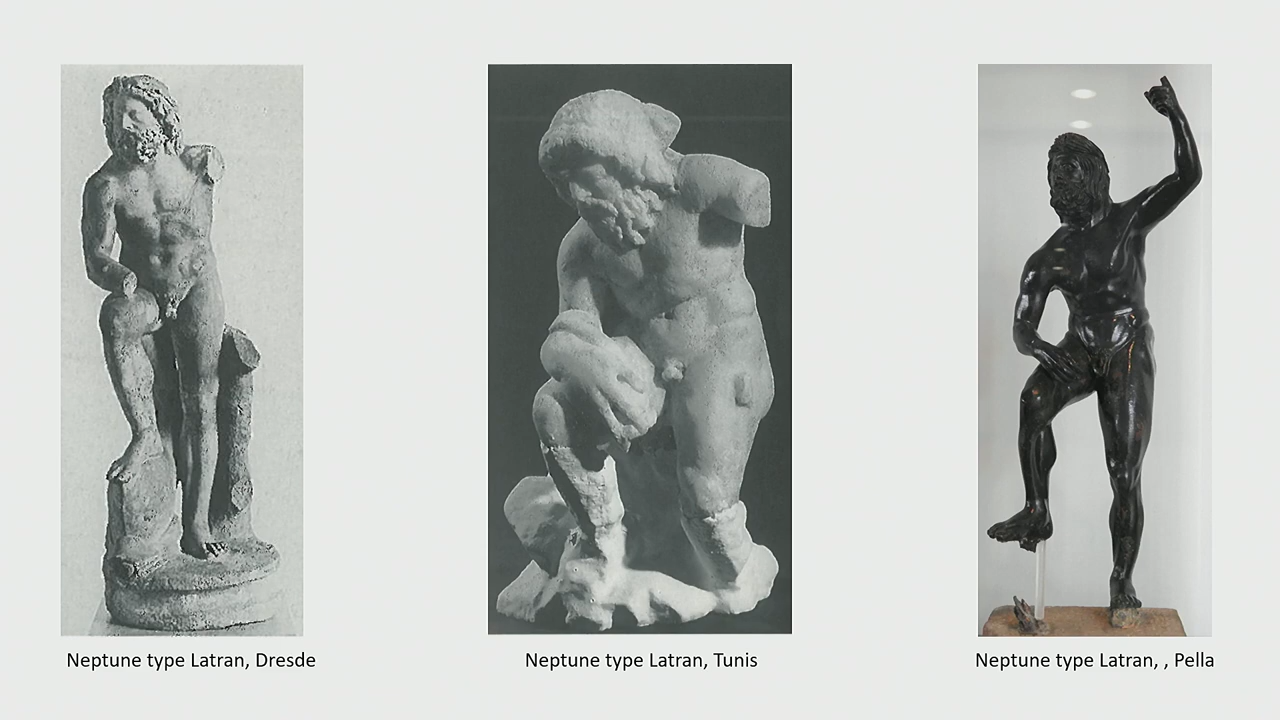 Neptune type Latran, Dresde
Neptune type Latran, Tunis
Neptune type Latran, , Pella